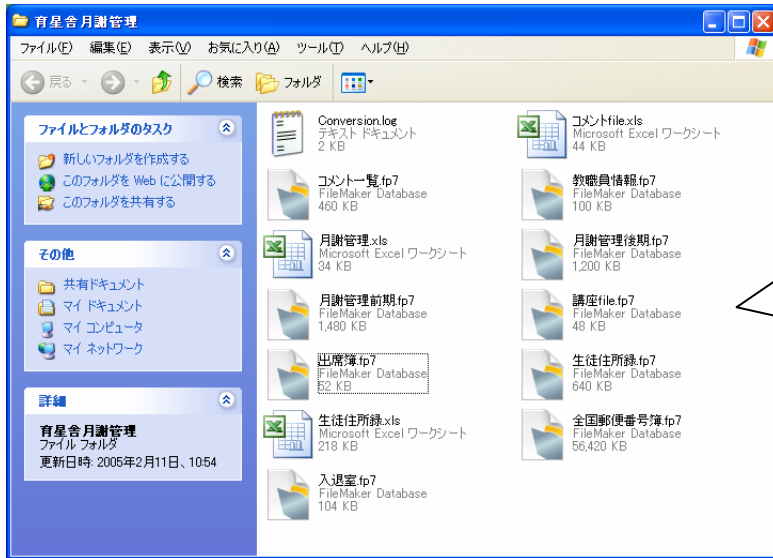 育星舎月謝管理
ファイル(F) 編集(E) 表示(V) お気に入り(A) ツール(T) ヘルプ(H)
戻る 検索 フォルダ
ファイルとフォルダのタスク
新しいフォルダを作成する
このフォルダを Web に公開する
このフォルダを共有する
その他
共有ドキュメント
マイ ドキュメント
マイ コンピュータ
マイ ネットワーク
詳細
育星舎月謝管理
ファイル フォルダ
更新日時: 2005年2月11日、10:54
Conversion.log
テキスト ドキュメント
2 KB
コメントfile.xls
Microsoft Excel ワークシート
44 KB
コメント一覧.fp7
FileMaker Database
460 KB
教職員情報.fp7
FileMaker Database
100 KB
月謝管理.xls
Microsoft Excel ワークシート
34 KB
月謝管理後期.fp7
FileMaker Database
1,200 KB
月謝管理前期.fp7
FileMaker Database
1,480 KB
講座file.fp7
FileMaker Database
48 KB
出席簿.fp7
FileMaker Database
52 KB
生徒住所録.fp7
FileMaker Database
640 KB
生徒住所録.xls
Microsoft Excel ワークシート
218 KB
全国郵便番号簿.fp7
FileMaker Database
56,420 KB
入退室.fp7
FileMaker Database
104 KB